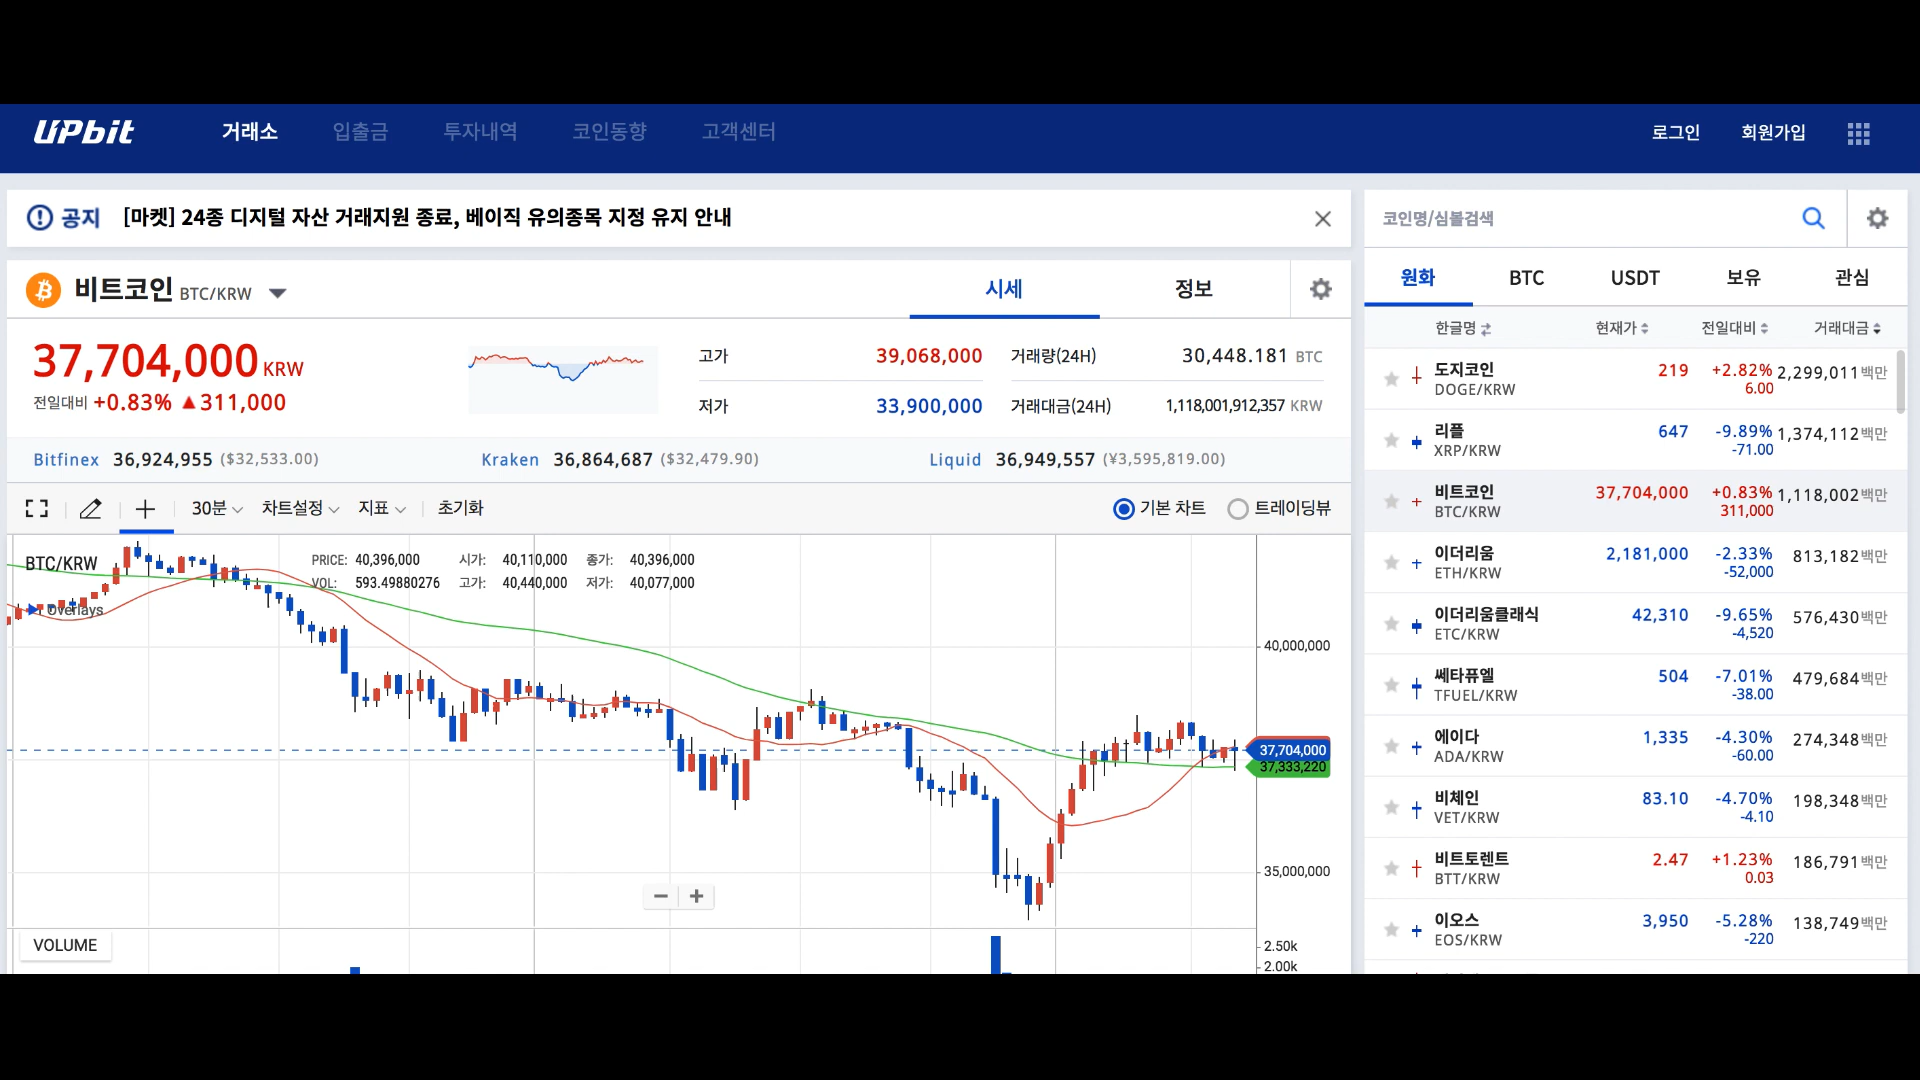 UPbit 거래소 입출금 투자내역 코인동향 고객센터 로그인 회원가입
공지 [마켓] 24종 디지털 자산 거래지원 종료, 베이직 유의종목 지정 유지 안내
비트코인 BTC/KRW 시세 정보
37,704,000 KRW
전일대비 +0.83% ▲311,000
고가 39,068,000 거래량(24H) 30,448.181 BTC
저가 33,900,000 거래대금(24H) 1,118,001,912,357 KRW
Bitfinex 36,924,955 ($32,533.00) Kraken 36,864,687 ($32,479.90) Liquid 36,949,557 (¥3,595,819.00)
30분 차트설정 지표 초기화 기본 차트 트레이딩뷰
BTC/KRW
PRICE: 40,396,000 시가: 40,110,000 종가: 40,396,000
VOL: 593.49880276 고가: 40,440,000 저가: 40,077,000
Overlays
40,000,000
37,704,000
37,333,220
35,000,000
VOLUME
2.50k
2.00k
코인명/심볼검색
원화 BTC USDT 보유 관심
한글명 현재가 전일대비 거래대금
도지코인 219 +2.82% 2,299,011백만
DOGE/KRW 6.00
리플 647 -9.89% 1,374,112백만
XRP/KRW -71.00
비트코인 37,704,000 +0.83% 1,118,002백만
BTC/KRW 311,000
이더리움 2,181,000 -2.33% 813,182백만
ETH/KRW -52,000
이더리움클래식 42,310 -9.65% 576,430백만
ETC/KRW -4,520
쎄타퓨엘 504 -7.01% 479,684백만
TFUEL/KRW -38.00
에이다 1,335 -4.30% 274,348백만
ADA/KRW -60.00
비체인 83.10 -4.70% 198,348백만
VET/KRW -4.10
비트토렌트 2.47 +1.23% 186,791백만
BTT/KRW 0.03
이오스 3,950 -5.28% 138,749백만
EOS/KRW -220